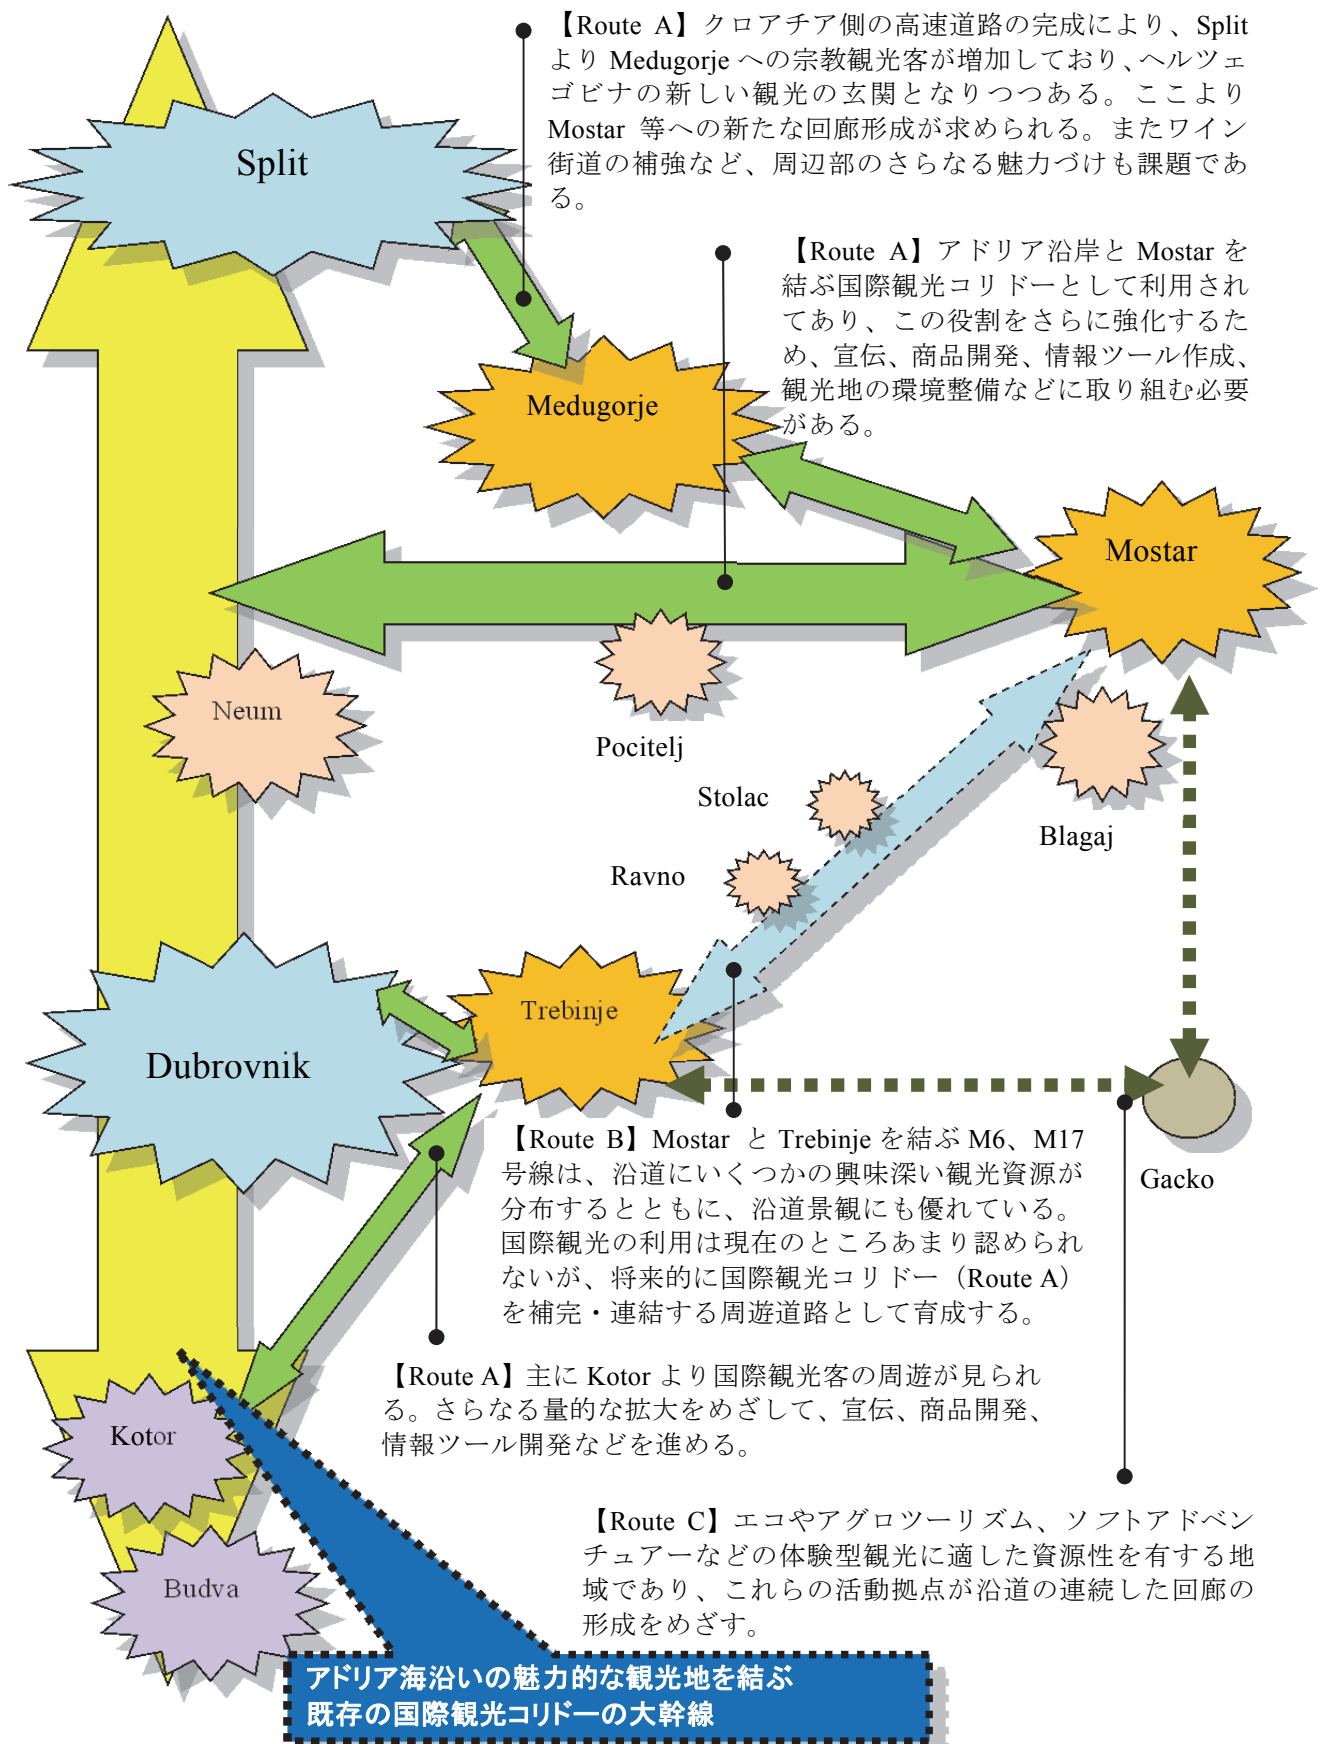 【Route A】クロアチア側の高速道路の完成により、Split
より Medugorje への宗教観光客が増加しており、ヘルツェ
ゴビナの新しい観光の玄関となりつつある。ここより
Mostar 等への新たな回廊形成が求められる。またワイン
街道の補強など、周辺部のさらなる魅力づけも課題であ
る。
Split
【Route A】アドリア沿岸と Mostar を
結ぶ国際観光コリドーとして利用され
てあり、この役割をさらに強化するた
め、宣伝、商品開発、情報ツール作成、
観光地の環境整備などに取り組む必要
がある。
Medugorje
Mostar
Neum
Pocitelj
Stolac
Blagaj
Ravno
Trebinje
Dubrovnik
Gacko
【Route B】Mostar と Trebinje を結ぶ M6、M17
号線は、沿道にいくつかの興味深い観光資源が
分布するとともに、沿道景観にも優れている。
国際観光の利用は現在のところあまり認められ
ないが、将来的に国際観光コリドー（Route A）
を補完・連結する周遊道路として育成する。
【Route A】主に Kotor より国際観光客の周遊が見られ
る。さらなる量的な拡大をめざして、宣伝、商品開発、
情報ツール開発などを進める。
Kotor
Budva
【Route C】エコやアグロツーリズム、ソフトアドベン
チュアーなどの体験型観光に適した資源性を有する地
域であり、これらの活動拠点が沿道の連続した回廊の
形成をめざす。
アドリア海沿いの魅力的な観光地を結ぶ
既存の国際観光コリドーの大幹線